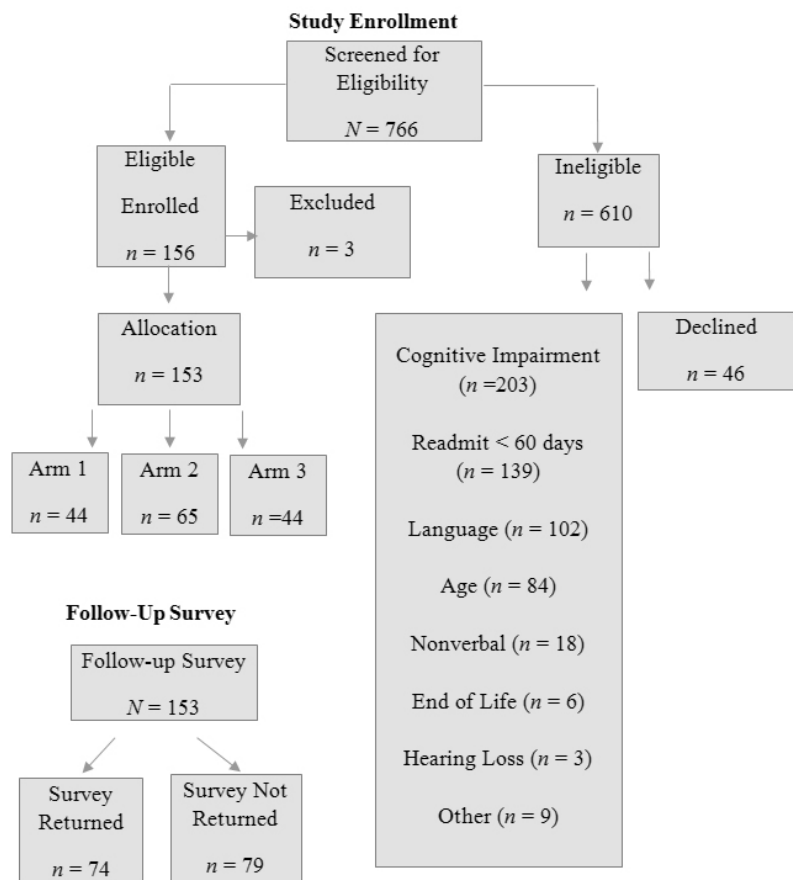 Study Enrollment
Screened for
Eligibility
N = 766
Eligible
Enrolled
n = 156
Excluded
n = 3
Ineligible
n = 610
Allocation
n = 153
Arm 1
n = 44
Arm 2
n = 65
Arm 3
n =44
Cognitive Impairment
(n =203)
Readmit < 60 days
(n = 139)
Language (n = 102)
Age (n = 84)
Nonverbal (n = 18)
End of Life (n = 6)
Hearing Loss (n = 3)
Other (n = 9)
Declined
n = 46
Follow-Up Survey
Follow-up Survey
N = 153
Survey
Returned
n = 74
Survey Not
Returned
n = 79